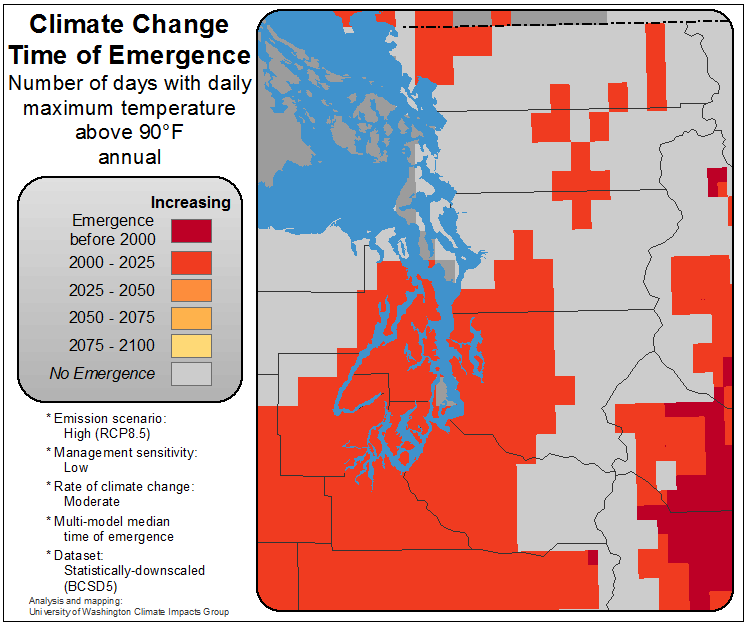 Climate Change
Time of Emergence
Number of days with daily
maximum temperature
above 90°F
annual
Increasing
Emergence
before 2000
2000 - 2025
2025 - 2050
2050 - 2075
2075 - 2100
No Emergence
* Emission scenario:
High (RCP8.5)
* Management sensitivity:
Low
* Rate of climate change:
Moderate
* Multi-model median
time of emergence
* Dataset:
Statistically-downscaled
(BCSD5)
Analysis and mapping:
University of Washington Climate Impacts Group